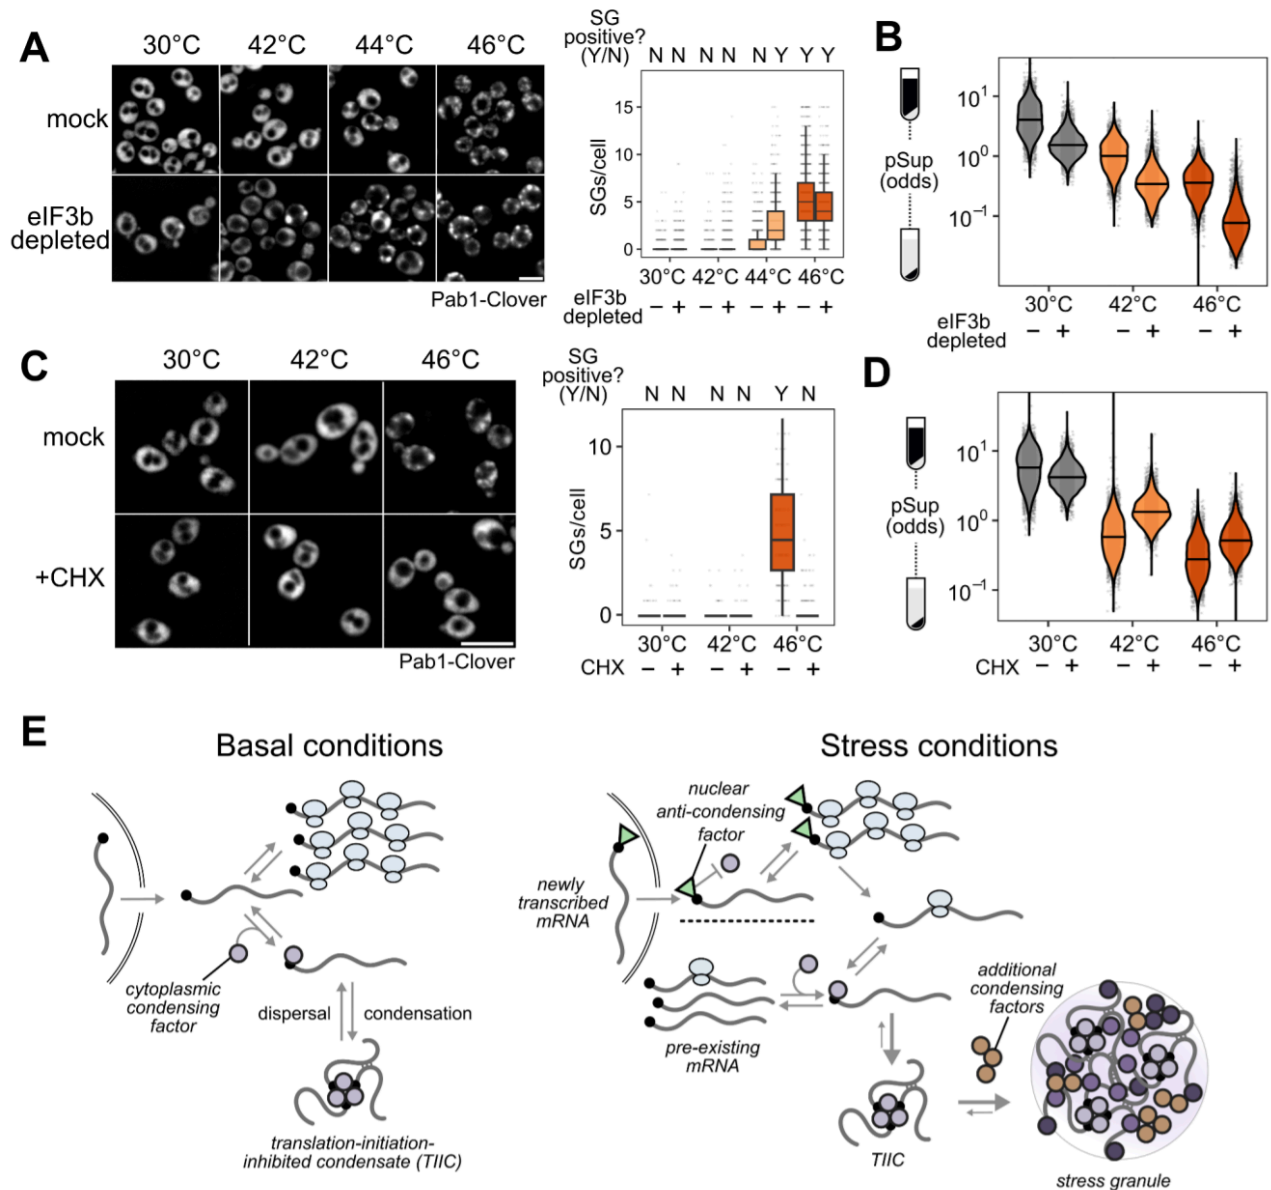 A
30°C 42°C 44°C 46°C
mock
eIF3b
depleted
Pab1-Clover
SG
positive?
(Y/N) N N N N N Y Y Y
SGs/cell
15
10
5
0
30°C 42°C 44°C 46°C
eIF3b
depleted − + − + − + − +
B
pSup
(odds)
10¹
10⁰
10⁻¹
30°C 42°C 46°C
eIF3b
depleted − + − + − +
C
30°C 42°C 46°C
mock
+CHX
Pab1-Clover
SG
positive?
(Y/N) N N N N Y N
SGs/cell
10
5
0
30°C 42°C 46°C
CHX − + − + − +
D
pSup
(odds)
10¹
10⁰
10⁻¹
30°C 42°C 46°C
CHX − + − + − +
E
Basal conditions
cytoplasmic
condensing
factor
dispersal condensation
translation-initiation-
inhibited condensate (TIIC)
Stress conditions
nuclear
anti-condensing
factor
newly
transcribed
mRNA
pre-existing
mRNA
additional
condensing
factors
TIIC
stress granule